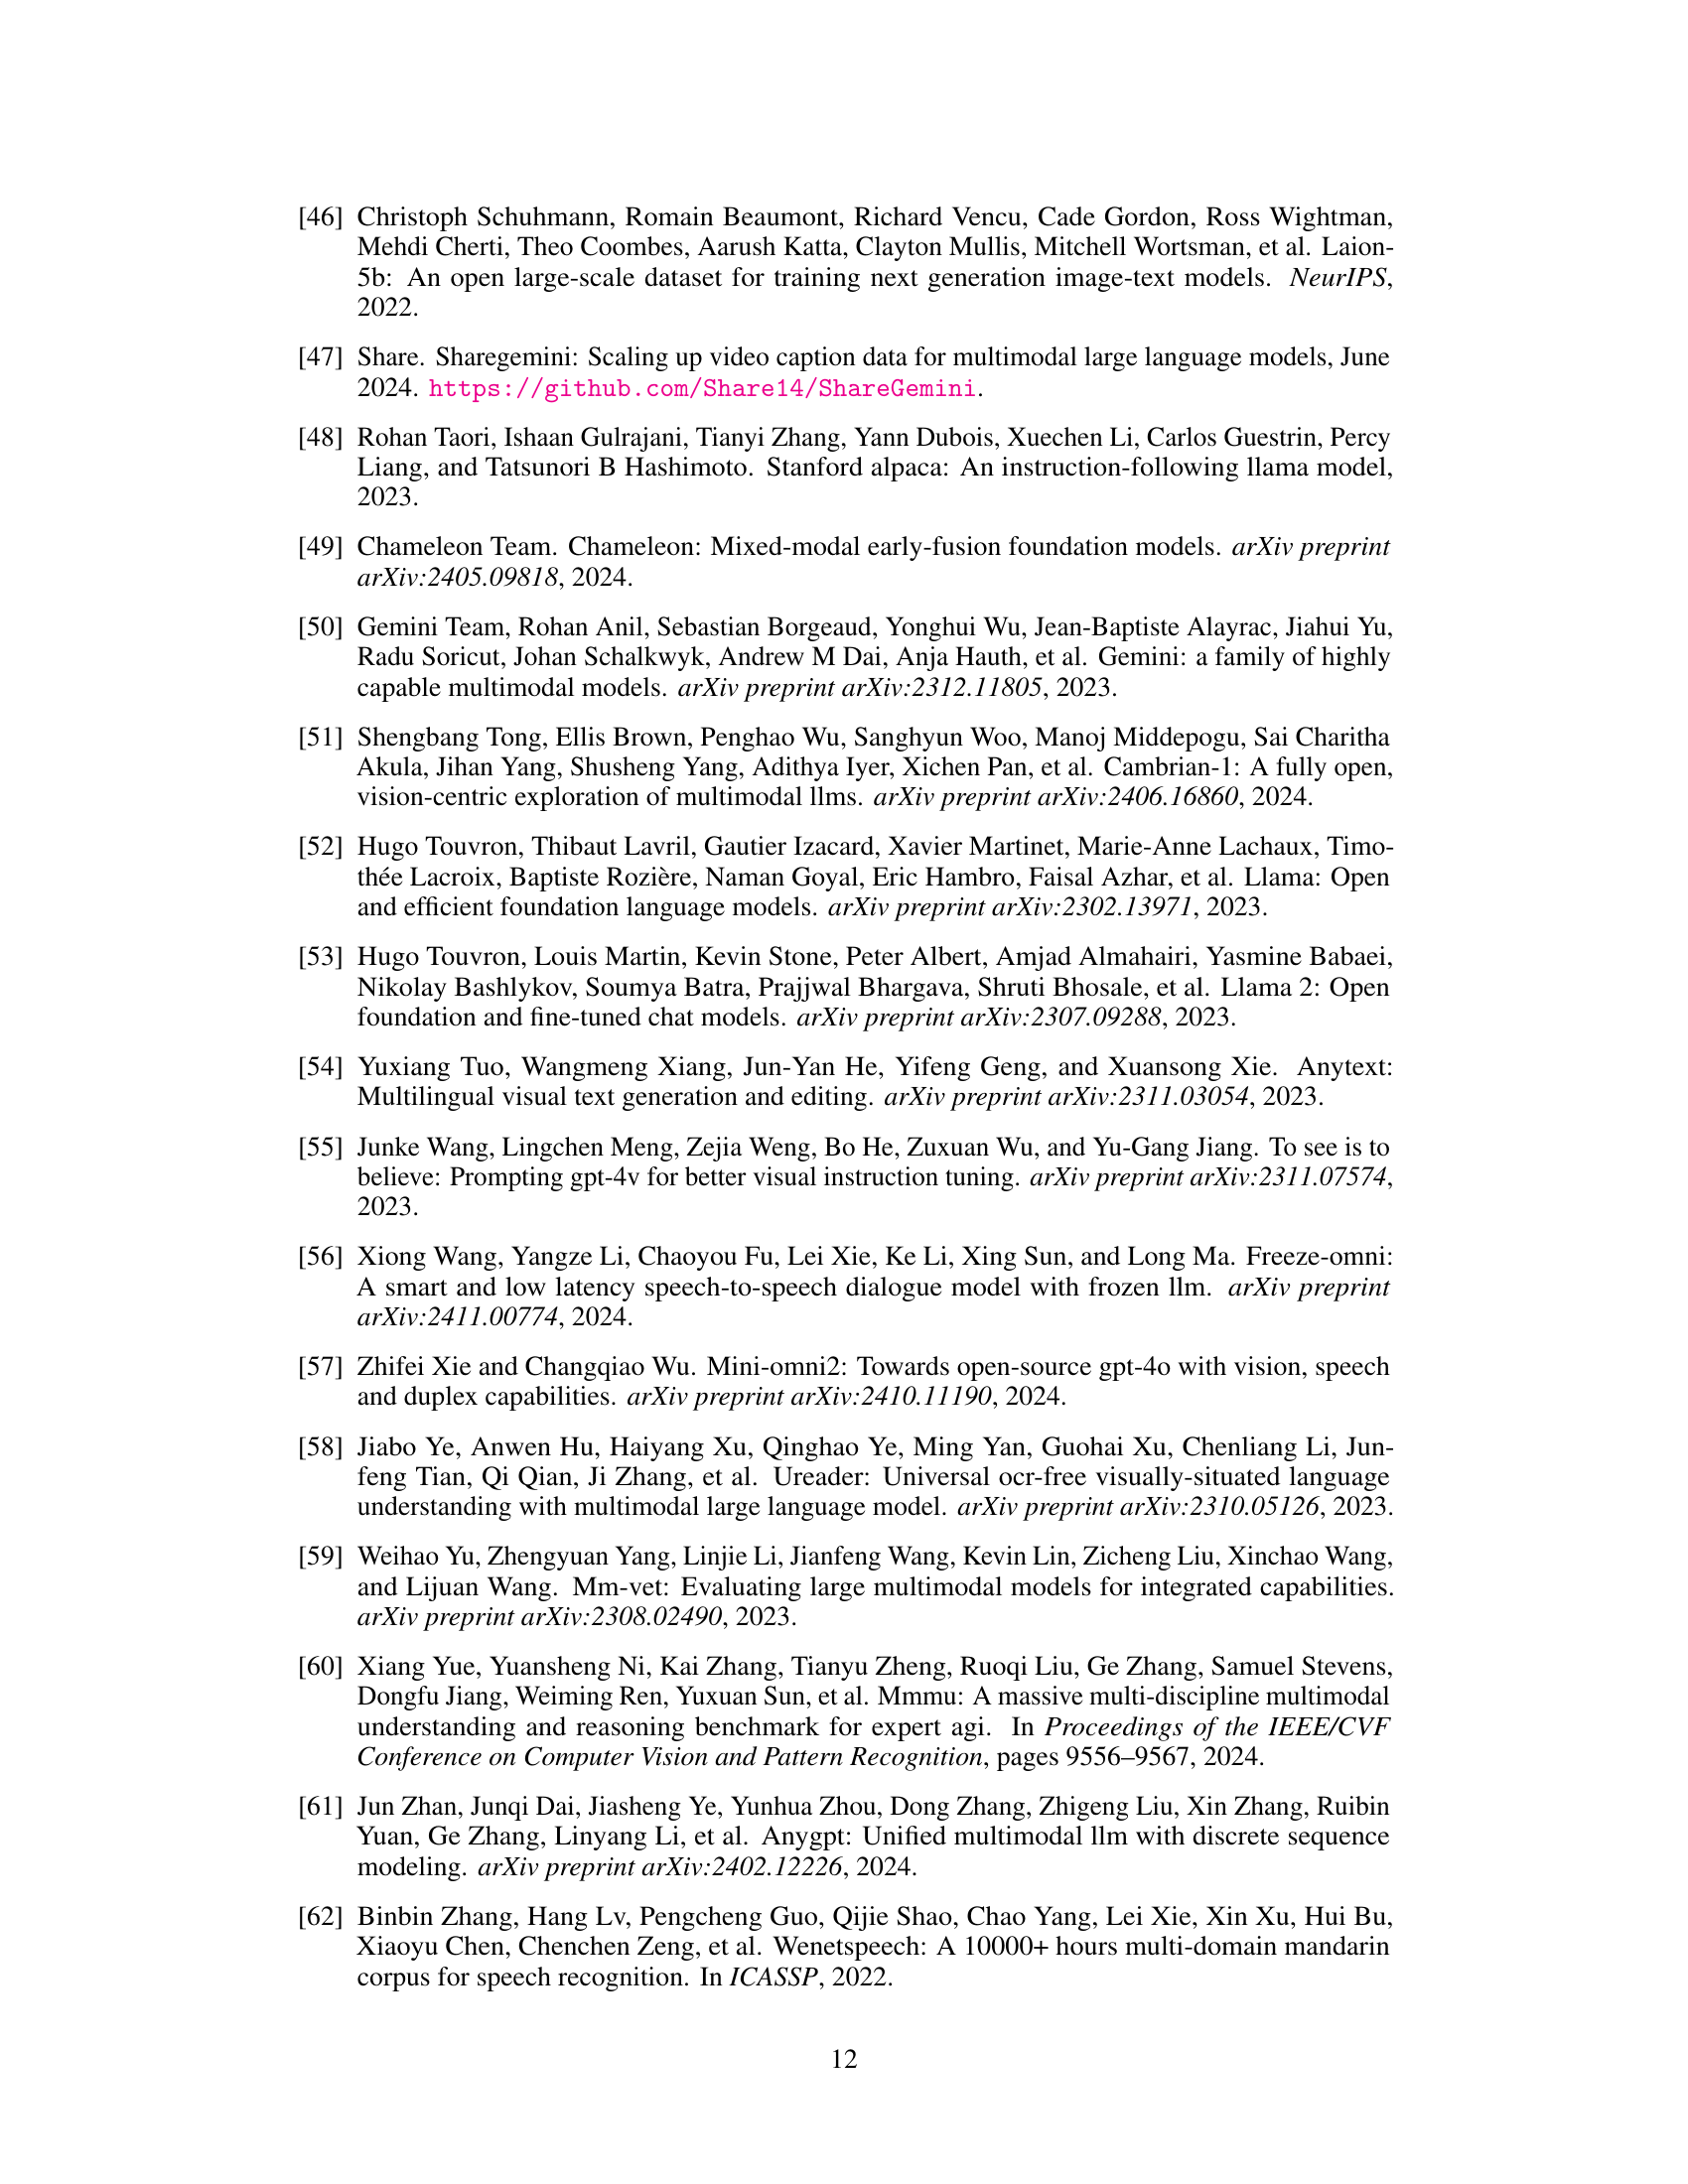 [46] Christoph Schuhmann, Romain Beaumont, Richard Vencu, Cade Gordon, Ross Wightman,
Mehdi Cherti, Theo Coombes, Aarush Katta, Clayton Mullis, Mitchell Wortsman, et al. Laion-
5b: An open large-scale dataset for training next generation image-text models. NeurIPS,
2022.
[47] Share. Sharegemini: Scaling up video caption data for multimodal large language models, June
2024. https://github.com/Share14/ShareGemini.
[48] Rohan Taori, Ishaan Gulrajani, Tianyi Zhang, Yann Dubois, Xuechen Li, Carlos Guestrin, Percy
Liang, and Tatsunori B Hashimoto. Stanford alpaca: An instruction-following llama model,
2023.
[49] Chameleon Team. Chameleon: Mixed-modal early-fusion foundation models. arXiv preprint
arXiv:2405.09818, 2024.
[50] Gemini Team, Rohan Anil, Sebastian Borgeaud, Yonghui Wu, Jean-Baptiste Alayrac, Jiahui Yu,
Radu Soricut, Johan Schalkwyk, Andrew M Dai, Anja Hauth, et al. Gemini: a family of highly
capable multimodal models. arXiv preprint arXiv:2312.11805, 2023.
[51] Shengbang Tong, Ellis Brown, Penghao Wu, Sanghyun Woo, Manoj Middepogu, Sai Charitha
Akula, Jihan Yang, Shusheng Yang, Adithya Iyer, Xichen Pan, et al. Cambrian-1: A fully open,
vision-centric exploration of multimodal llms. arXiv preprint arXiv:2406.16860, 2024.
[52] Hugo Touvron, Thibaut Lavril, Gautier Izacard, Xavier Martinet, Marie-Anne Lachaux, Timo-
thée Lacroix, Baptiste Rozière, Naman Goyal, Eric Hambro, Faisal Azhar, et al. Llama: Open
and efficient foundation language models. arXiv preprint arXiv:2302.13971, 2023.
[53] Hugo Touvron, Louis Martin, Kevin Stone, Peter Albert, Amjad Almahairi, Yasmine Babaei,
Nikolay Bashlykov, Soumya Batra, Prajjwal Bhargava, Shruti Bhosale, et al. Llama 2: Open
foundation and fine-tuned chat models. arXiv preprint arXiv:2307.09288, 2023.
[54] Yuxiang Tuo, Wangmeng Xiang, Jun-Yan He, Yifeng Geng, and Xuansong Xie. Anytext:
Multilingual visual text generation and editing. arXiv preprint arXiv:2311.03054, 2023.
[55] Junke Wang, Lingchen Meng, Zejia Weng, Bo He, Zuxuan Wu, and Yu-Gang Jiang. To see is to
believe: Prompting gpt-4v for better visual instruction tuning. arXiv preprint arXiv:2311.07574,
2023.
[56] Xiong Wang, Yangze Li, Chaoyou Fu, Lei Xie, Ke Li, Xing Sun, and Long Ma. Freeze-omni:
A smart and low latency speech-to-speech dialogue model with frozen llm. arXiv preprint
arXiv:2411.00774, 2024.
[57] Zhifei Xie and Changqiao Wu. Mini-omni2: Towards open-source gpt-4o with vision, speech
and duplex capabilities. arXiv preprint arXiv:2410.11190, 2024.
[58] Jiabo Ye, Anwen Hu, Haiyang Xu, Qinghao Ye, Ming Yan, Guohai Xu, Chenliang Li, Jun-
feng Tian, Qi Qian, Ji Zhang, et al. Ureader: Universal ocr-free visually-situated language
understanding with multimodal large language model. arXiv preprint arXiv:2310.05126, 2023.
[59] Weihao Yu, Zhengyuan Yang, Linjie Li, Jianfeng Wang, Kevin Lin, Zicheng Liu, Xinchao Wang,
and Lijuan Wang. Mm-vet: Evaluating large multimodal models for integrated capabilities.
arXiv preprint arXiv:2308.02490, 2023.
[60] Xiang Yue, Yuansheng Ni, Kai Zhang, Tianyu Zheng, Ruoqi Liu, Ge Zhang, Samuel Stevens,
Dongfu Jiang, Weiming Ren, Yuxuan Sun, et al. Mmmu: A massive multi-discipline multimodal
understanding and reasoning benchmark for expert agi. In Proceedings of the IEEE/CVF
Conference on Computer Vision and Pattern Recognition, pages 9556–9567, 2024.
[61] Jun Zhan, Junqi Dai, Jiasheng Ye, Yunhua Zhou, Dong Zhang, Zhigeng Liu, Xin Zhang, Ruibin
Yuan, Ge Zhang, Linyang Li, et al. Anygpt: Unified multimodal llm with discrete sequence
modeling. arXiv preprint arXiv:2402.12226, 2024.
[62] Binbin Zhang, Hang Lv, Pengcheng Guo, Qijie Shao, Chao Yang, Lei Xie, Xin Xu, Hui Bu,
Xiaoyu Chen, Chenchen Zeng, et al. Wenetspeech: A 10000+ hours multi-domain mandarin
corpus for speech recognition. In ICASSP, 2022.
12